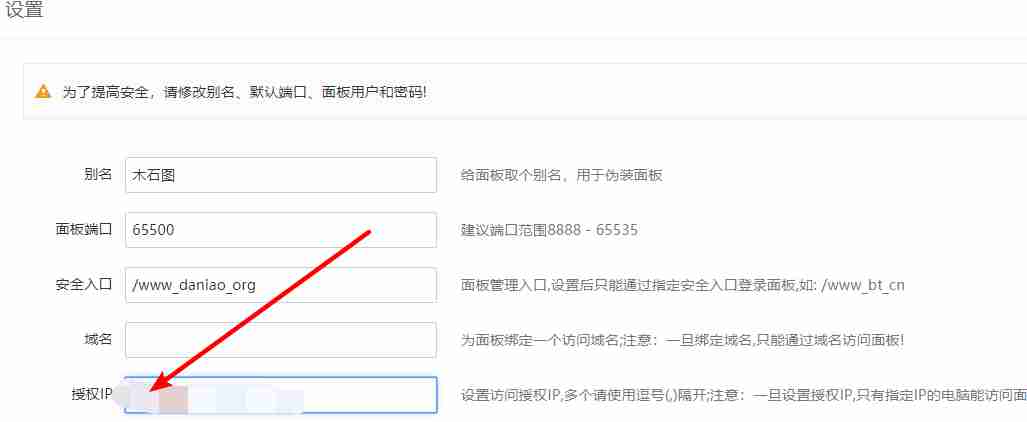 设置
为了提高安全，请修改别名、默认端口、面板用户和密码!
别名 木石图 给面板取个别名，用于伪装面板
面板端口 65500 建议端口范围8888 - 65535
安全入口 /www_daniao_org 面板管理入口,设置后只能通过指定安全入口登录面板,如: /www_bt_cn
域名 为面板绑定一个访问域名;注意：一旦绑定域名,只能通过域名访问面板!
授权IP 设置访问授权IP,多个请使用逗号(,)隔开;注意：一旦设置授权IP,只有指定IP的电脑能访问面